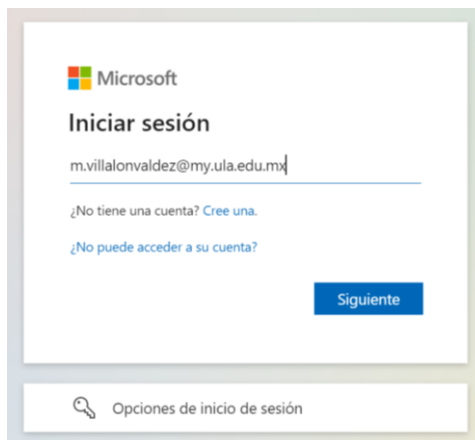 Microsoft
Iniciar sesión
m.villalonvaldez@my.ula.edu.mx
¿No tiene una cuenta? Cree una.
¿No puede acceder a su cuenta?
Siguiente
Opciones de inicio de sesión